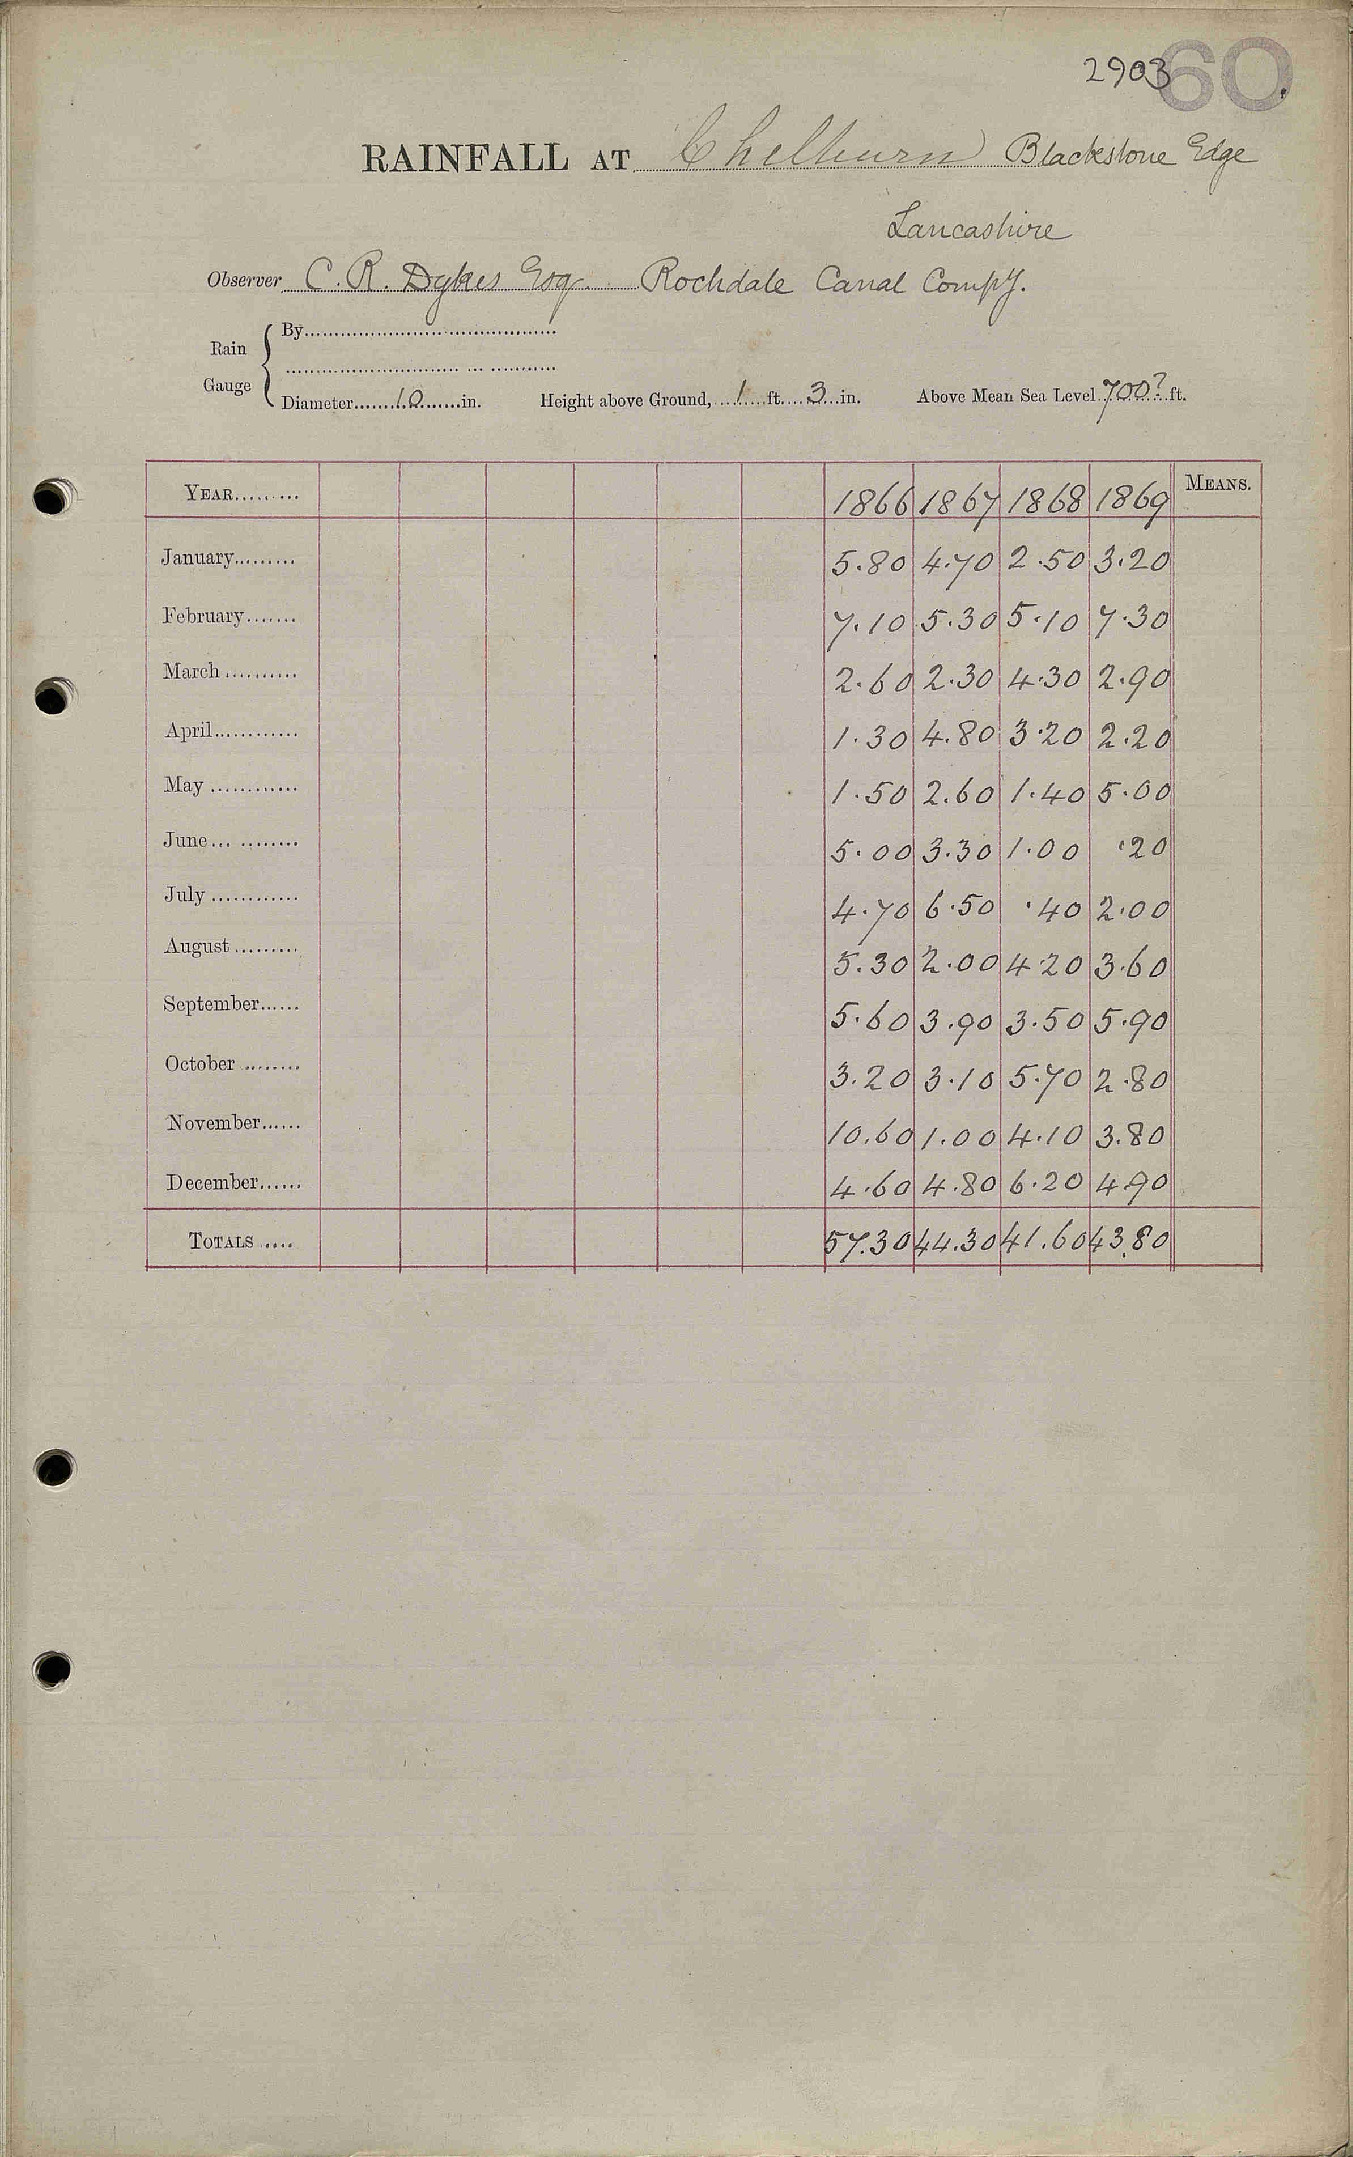 2903 60
RAINFALL AT Chelburn Blackstone Edge
Lancashire
Observer C. R. Dykes Esq. Rochdale Canal Compy.
Rain Gauge { By
Diameter 10 in. Height above Ground, 1 ft. 3 in. Above Mean Sea Level 700? ft.
YEAR 1866 1867 1868 1869 MEANS.
January 5.80 4.70 2.50 3.20
February 7.10 5.30 5.10 7.30
March 2.60 2.30 4.30 2.90
April 1.30 4.80 3.20 2.20
May 1.50 2.60 1.40 5.00
June 5.00 3.30 1.00 .20
July 4.70 6.50 .40 2.00
August 5.30 2.00 4.20 3.60
September 5.60 3.90 3.50 5.90
October 3.20 3.10 5.70 2.80
November 10.60 1.00 4.10 3.80
December 4.60 4.80 6.20 4.90
TOTALS 57.30 44.30 41.60 43.80